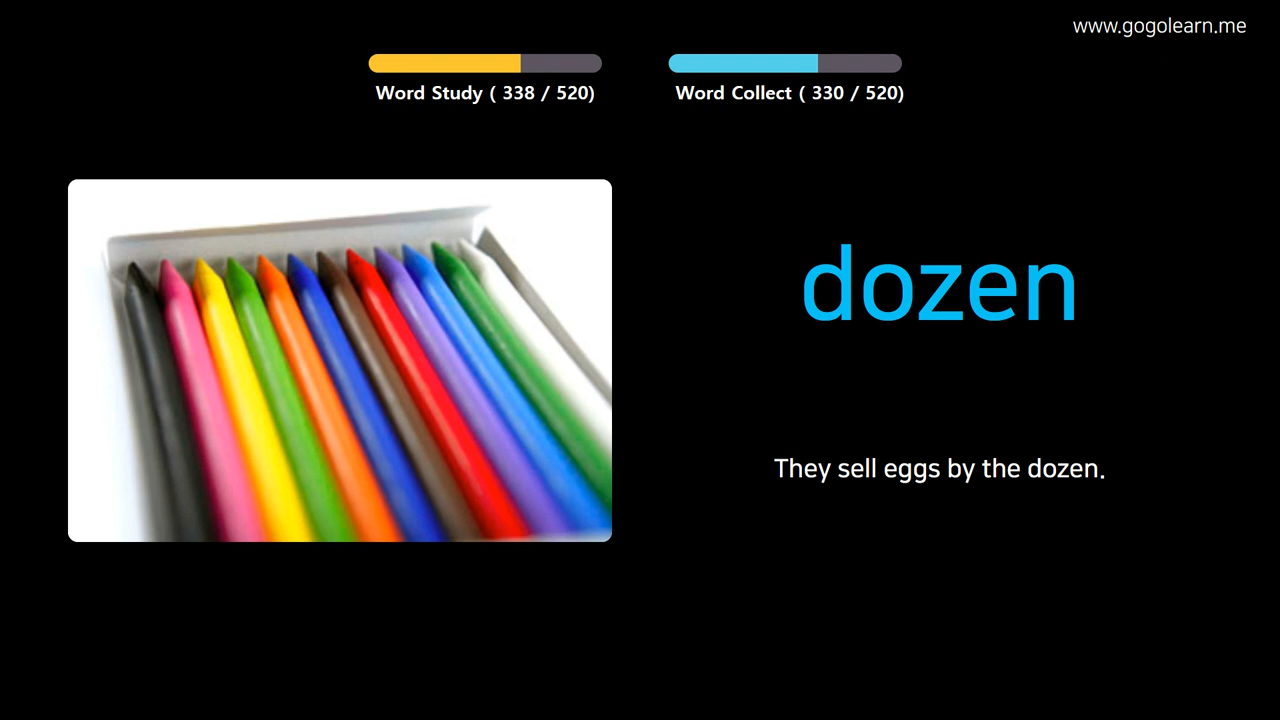 www.gogolearn.me
Word Study ( 338 / 520)
Word Collect ( 330 / 520)
dozen
They sell eggs by the dozen.